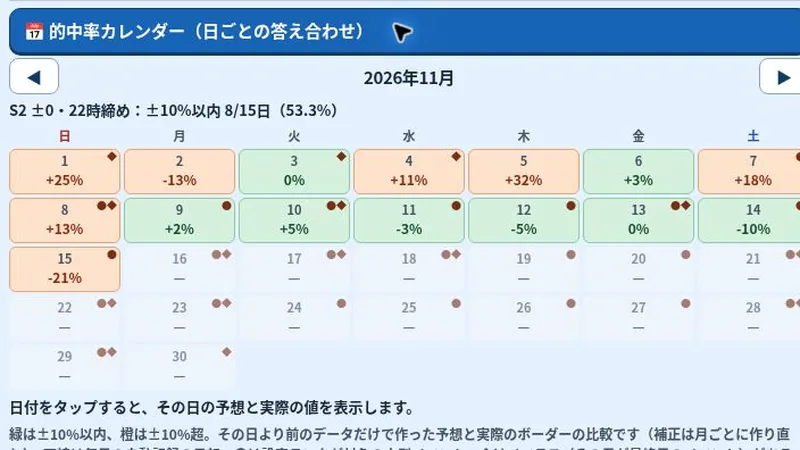 📅 的中率カレンダー（日ごとの答え合わせ）
◀ 2026年11月 ▶
S2 ±0・22時締め：±10%以内 8/15日（53.3%）
日 月 火 水 木 金 土
1 ◆ 2 3 ◆ 4 ◆ 5 6 7
+25% -13% 0% +11% +32% +3% +18%
8 ●◆ 9 ● 10 ●◆ 11 ● 12 ● 13 ●◆ 14
+13% +2% +5% -3% -5% 0% -10%
15 ● 16 ●◆ 17 ●◆ 18 ●◆ 19 ● 20 ● 21 ●◆
-21% — — — — — —
22 ●◆ 23 ●◆ 24 ● 25 ● 26 ● 27 ● 28 ●◆
— — — — — — —
29 ●◆ 30 ◆
— —
日付をタップすると、その日の予想と実際の値を表示します。
緑は±10%以内、橙は±10%超。その日より前のデータだけで作った予想と実際のボーダーの比較です（補正は月ごとに作り直